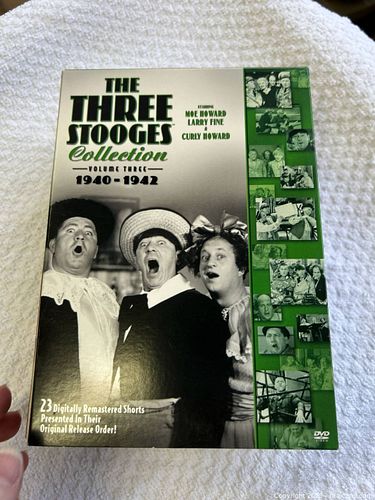 THE
THREE
STOOGES
Collection
VOLUME THREE
1940-1942
STARRING
MOE HOWARD
LARRY FINE
&
CURLY HOWARD
23 Digitally Remastered Shorts
Presented In Their
Original Release Order!
DVD
VIDEO